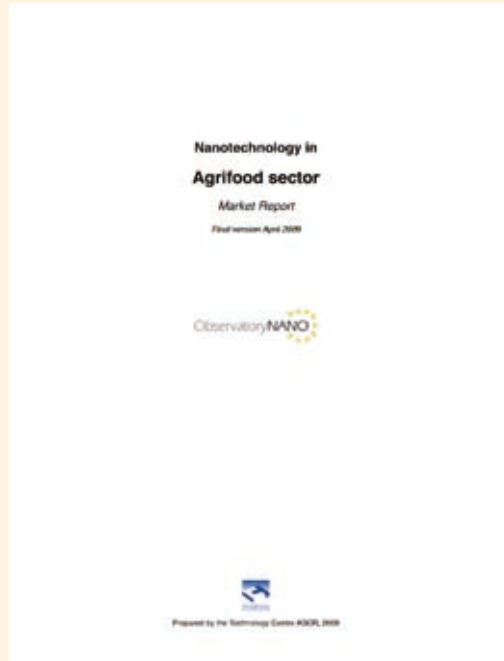 Nanotechnology in
Agrifood sector
Market Report
Final version April 2009
ObservatoryNANO
Prepared by the Technology Centre ASCR, 2009